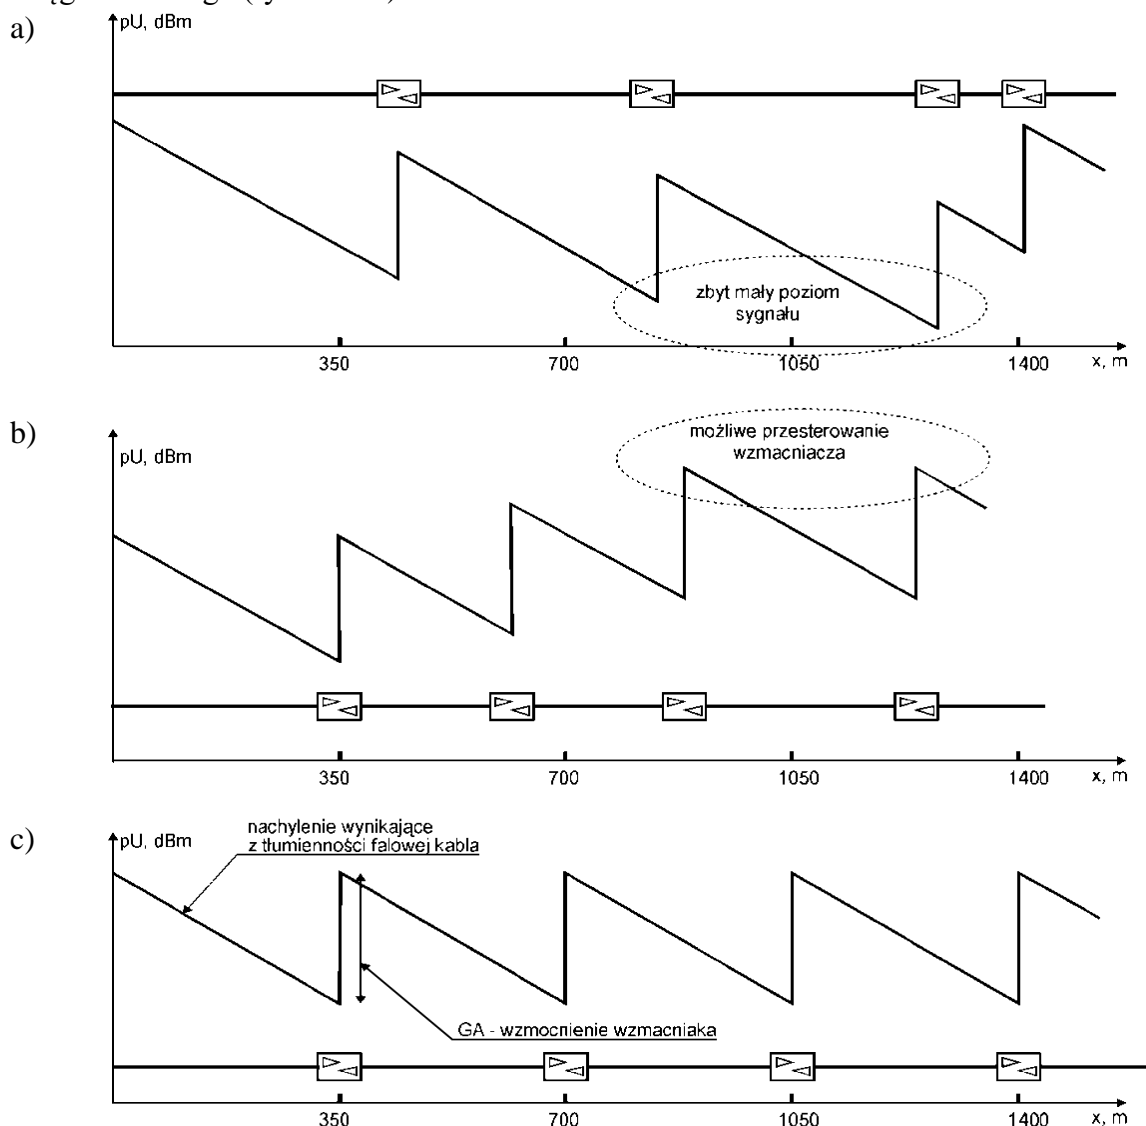 a)
pU, dBm
zbyt mały poziom
sygnału
350 700 1050 1400 x, m
b)
pU, dBm
możliwe przesterowanie
wzmacniacza
350 700 1050 1400 x, m
c)
pU, dBm
nachylenie wynikające
z tłumienności falowej kabla
GA - wzmocnienie wzmacniaka
350 700 1050 1400 x, m